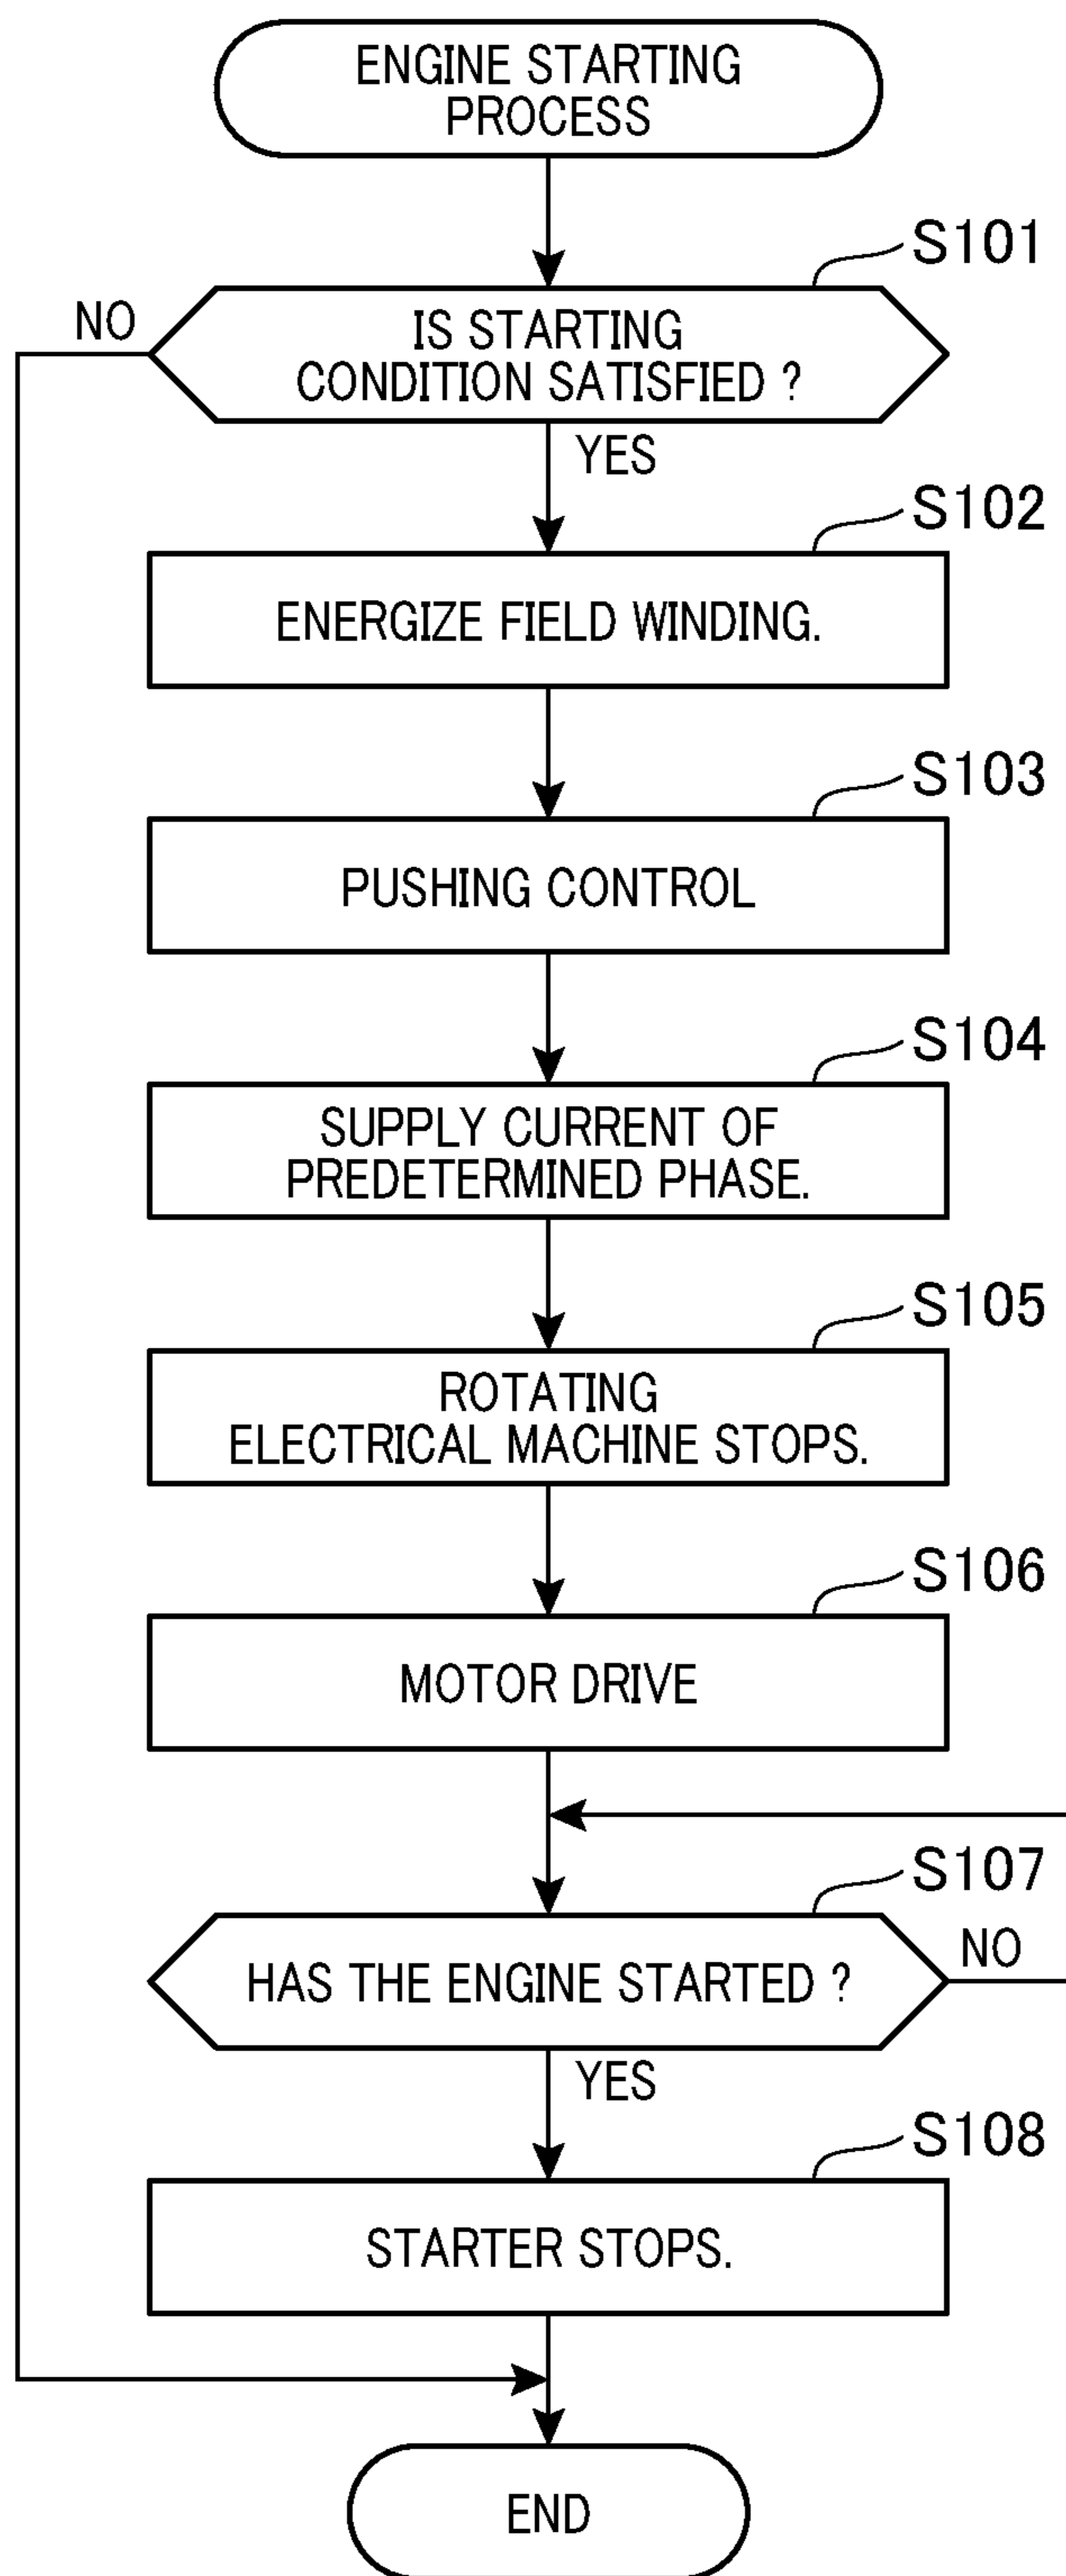 ENGINE STARTING
PROCESS
S101
NO
IS STARTING
CONDITION SATISFIED ?
YES
S102
ENERGIZE FIELD WINDING.
S103
PUSHING CONTROL
S104
SUPPLY CURRENT OF
PREDETERMINED PHASE.
S105
ROTATING
ELECTRICAL MACHINE STOPS.
S106
MOTOR DRIVE
S107
NO
HAS THE ENGINE STARTED ?
YES
S108
STARTER STOPS.
END